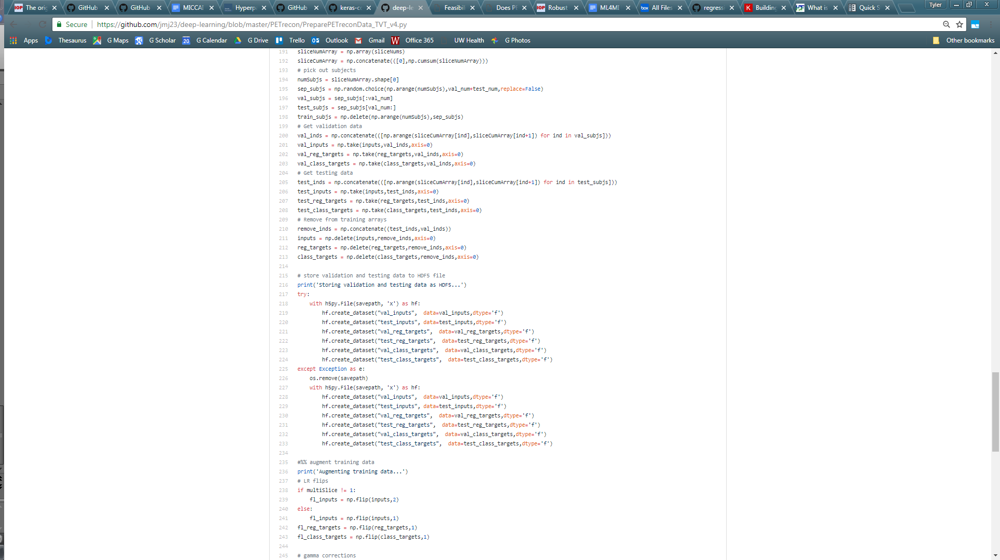 The orig GitHub GitHub MICCAI Hyperpa GitHub keras-co deep-le Feasibil Does PE IOP Robust ML4MI box All Files regressi K Building What is Quick S Tyler
Secure https://github.com/jmj23/deep-learning/blob/master/PETrecon/PreparePETreconData_TVT_v4.py
Apps Thesaurus G Maps G Scholar 20 G Calendar G Drive Trello Outlook Gmail W Office 365 UW Health G Photos Other bookmarks
191 sliceNumArray = np.array(sliceNums)
192 sliceCumArray = np.concatenate(([0],np.cumsum(sliceNumArray)))
193 # pick out subjects
194 numSubjs = sliceNumArray.shape[0]
195 sep_subjs = np.random.choice(np.arange(numSubjs),val_num+test_num,replace=False)
196 val_subjs = sep_subjs[:val_num]
197 test_subjs = sep_subjs[val_num:]
198 train_subjs = np.delete(np.arange(numSubjs),sep_subjs)
199 # Get validation data
200 val_inds = np.concatenate(([np.arange(sliceCumArray[ind],sliceCumArray[ind+1]) for ind in val_subjs]))
201 val_inputs = np.take(inputs,val_inds,axis=0)
202 val_reg_targets = np.take(reg_targets,val_inds,axis=0)
203 val_class_targets = np.take(class_targets,val_inds,axis=0)
204 # Get testing data
205 test_inds = np.concatenate(([np.arange(sliceCumArray[ind],sliceCumArray[ind+1]) for ind in test_subjs]))
206 test_inputs = np.take(inputs,test_inds,axis=0)
207 test_reg_targets = np.take(reg_targets,test_inds,axis=0)
208 test_class_targets = np.take(class_targets,test_inds,axis=0)
209 # Remove from training arrays
210 remove_inds = np.concatenate((test_inds,val_inds))
211 inputs = np.delete(inputs,remove_inds,axis=0)
212 reg_targets = np.delete(reg_targets,remove_inds,axis=0)
213 class_targets = np.delete(class_targets,remove_inds,axis=0)
214
215 # store validation and testing data to HDF5 file
216 print('Storing validation and testing data as HDF5...')
217 try:
218 with h5py.File(savepath, 'x') as hf:
219 hf.create_dataset("val_inputs",  data=val_inputs,dtype='f')
220 hf.create_dataset("test_inputs", data=test_inputs,dtype='f')
221 hf.create_dataset("val_reg_targets",  data=val_reg_targets,dtype='f')
222 hf.create_dataset("test_reg_targets",  data=test_reg_targets,dtype='f')
223 hf.create_dataset("val_class_targets",  data=val_class_targets,dtype='f')
224 hf.create_dataset("test_class_targets",  data=test_class_targets,dtype='f')
225 except Exception as e:
226 os.remove(savepath)
227 with h5py.File(savepath, 'x') as hf:
228 hf.create_dataset("val_inputs",  data=val_inputs,dtype='f')
229 hf.create_dataset("test_inputs", data=test_inputs,dtype='f')
230 hf.create_dataset("val_reg_targets",  data=val_reg_targets,dtype='f')
231 hf.create_dataset("test_reg_targets",  data=test_reg_targets,dtype='f')
232 hf.create_dataset("val_class_targets",  data=val_class_targets,dtype='f')
233 hf.create_dataset("test_class_targets",  data=test_class_targets,dtype='f')
234
235 #%% augment training data
236 print('Augmenting training data...')
237 # LR flips
238 if multiSlice != 1:
239 fl_inputs = np.flip(inputs,2)
240 else:
241 fl_inputs = np.flip(inputs,1)
242 fl_reg_targets = np.flip(reg_targets,1)
243 fl_class_targets = np.flip(class_targets,1)
244
245 # gamma corrections